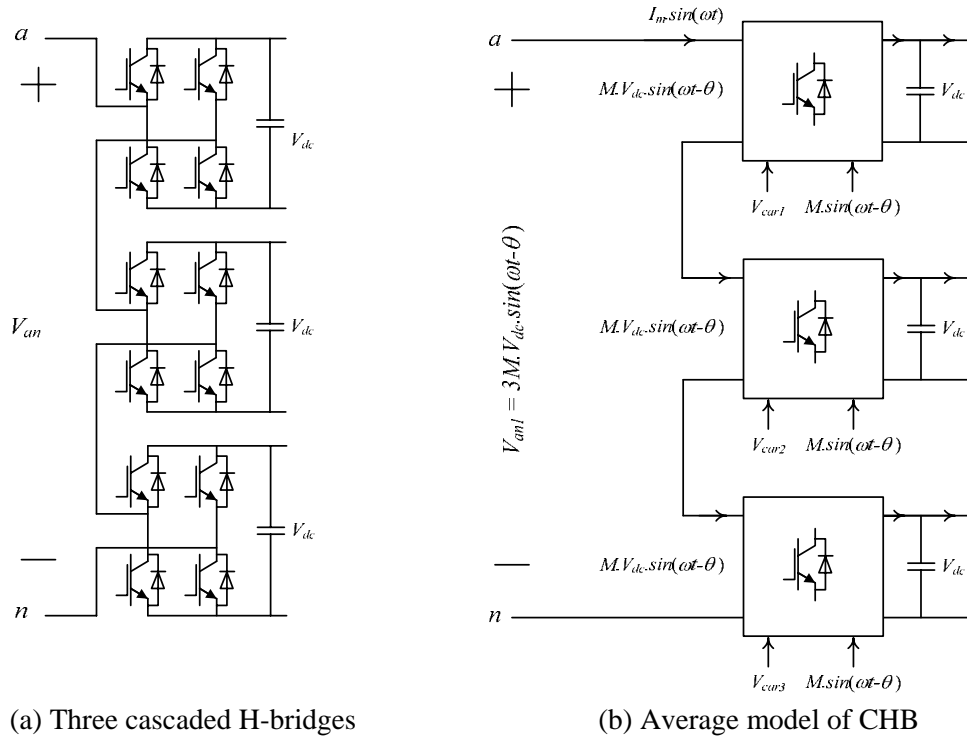 a
+
V_dc
V_dc
V_an
V_dc
−
n
(a) Three cascaded H-bridges
I_m.sin(ωt)
a
+
M.V_dc.sin(ωt-θ)
V_dc
V_car1
M.sin(ωt-θ)
V_an1 = 3M.V_dc.sin(ωt-θ)
M.V_dc.sin(ωt-θ)
V_dc
V_car2
M.sin(ωt-θ)
−
M.V_dc.sin(ωt-θ)
V_dc
n
V_car3
M.sin(ωt-θ)
(b) Average model of CHB